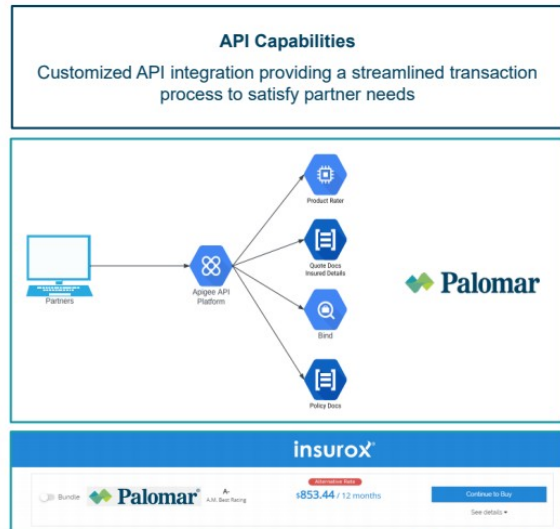 API Capabilities
Customized API integration providing a streamlined transaction
process to satisfy partner needs
Product Rater
Quote Docs
Insured Details
Partners
Apigee API
Platform
Palomar
Bind
Policy Docs
insurox
Bundle
Palomar
A-
A.M. Best Rating
Alternative Rate
$853.44 / 12 months
Continue to Buy
See details